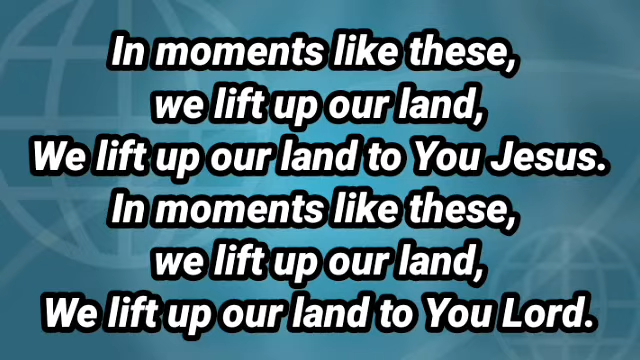 In moments like these,
we lift up our land,
We lift up our land to You Jesus.
In moments like these,
we lift up our land,
We lift up our land to You Lord.